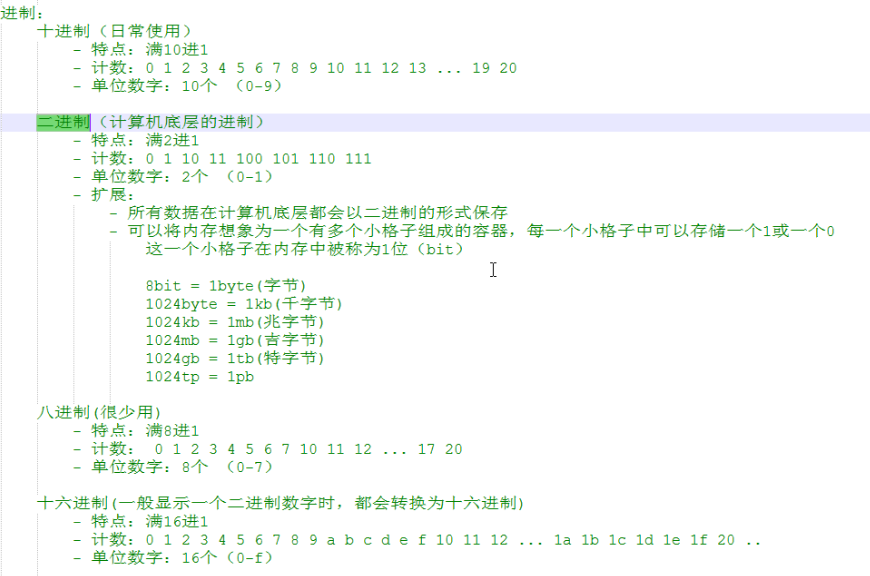 进制:
十进制（日常使用）
- 特点: 满10进1
- 计数: 0 1 2 3 4 5 6 7 8 9 10 11 12 13 ... 19 20
- 单位数字: 10个 （0-9）
二进制（计算机底层的进制）
- 特点: 满2进1
- 计数: 0 1 10 11 100 101 110 111
- 单位数字: 2个 （0-1）
- 扩展:
- 所有数据在计算机底层都会以二进制的形式保存
- 可以将内存想象为一个有多个小格子组成的容器，每一个小格子中可以存储一个1或一个0
这一个小格子在内存中被称为1位（bit）
8bit = 1byte(字节)
1024byte = 1kb(千字节)
1024kb = 1mb(兆字节)
1024mb = 1gb(吉字节)
1024gb = 1tb(特字节)
1024tp = 1pb
八进制(很少用)
- 特点: 满8进1
- 计数: 0 1 2 3 4 5 6 7 10 11 12 ... 17 20
- 单位数字: 8个 （0-7）
十六进制(一般显示一个二进制数字时，都会转换为十六进制)
- 特点: 满16进1
- 计数: 0 1 2 3 4 5 6 7 8 9 a b c d e f 10 11 12 ... 1a 1b 1c 1d 1e 1f 20 ..
- 单位数字: 16个（0-f）